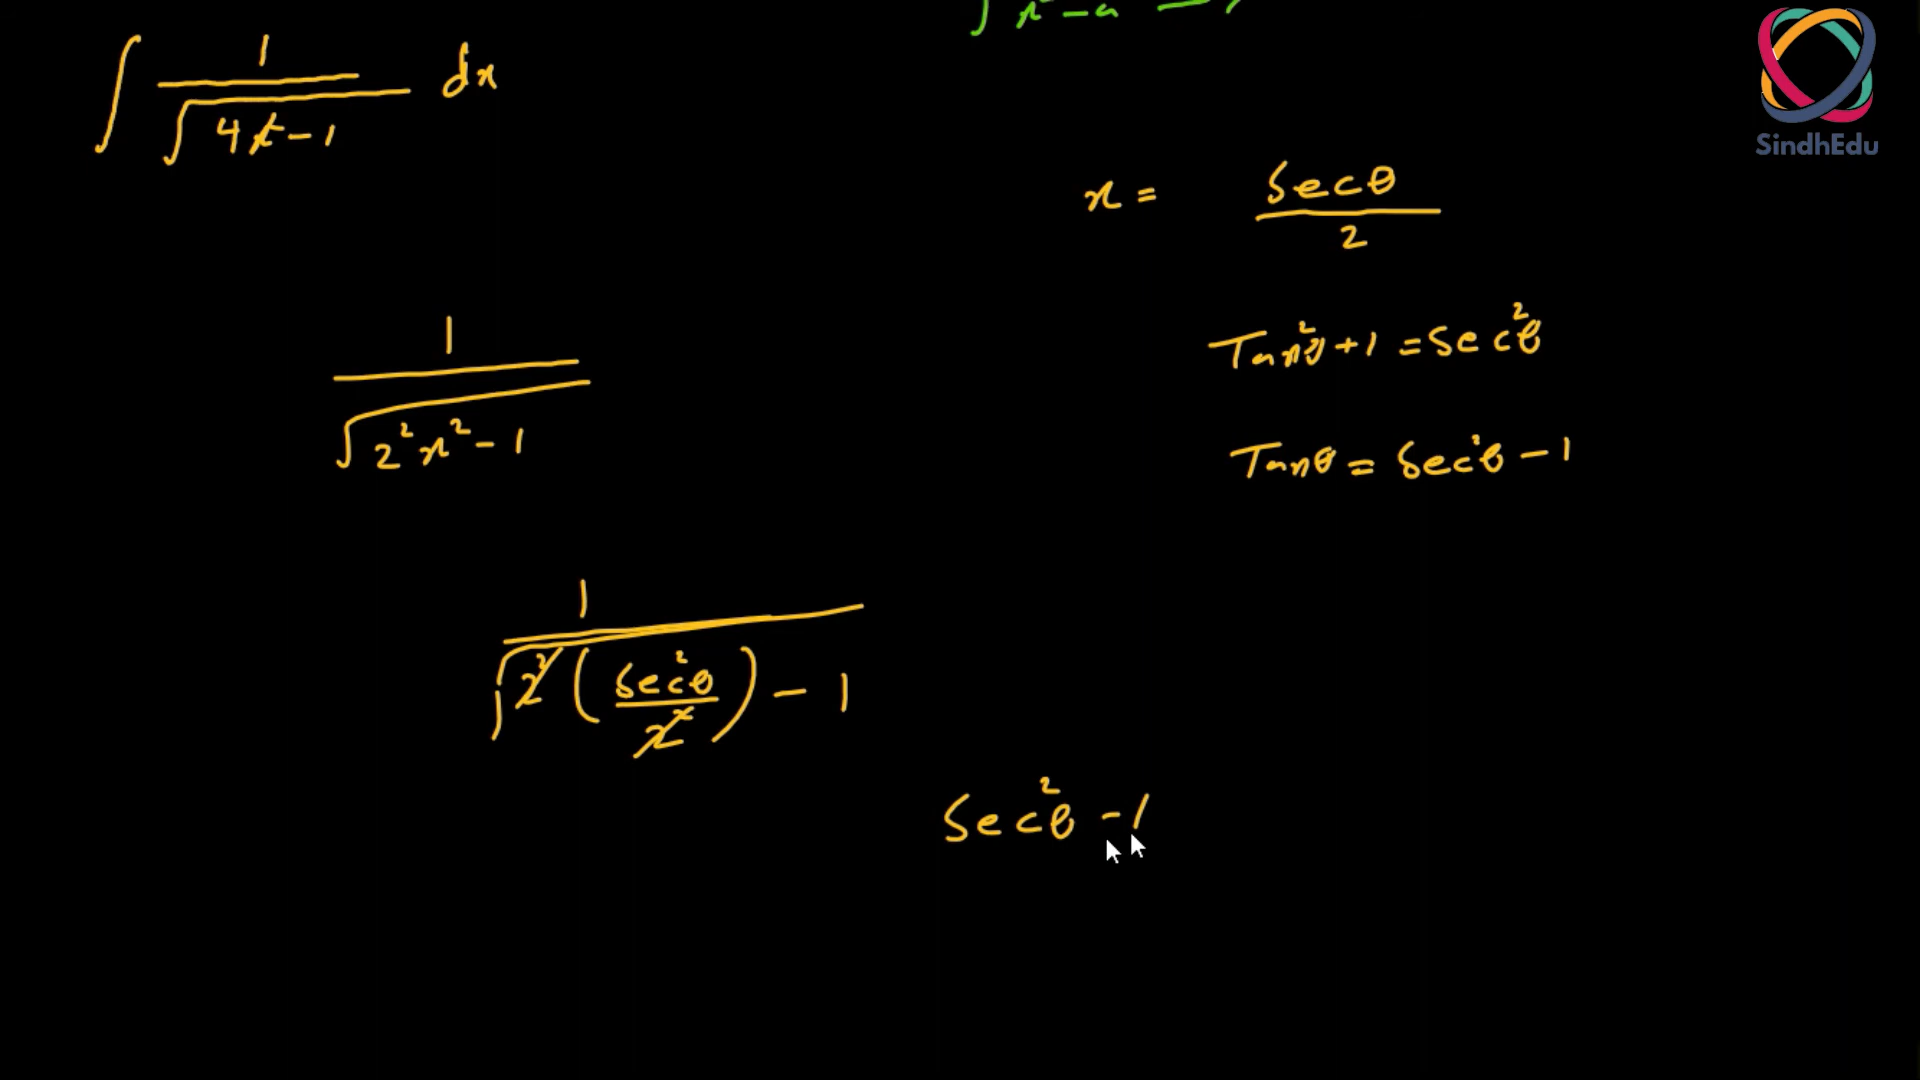 ∫ 1/√(4x²-1) dx
SindhEdu
x = Secθ/2
1/√(2²x²-1)
Tan²θ+1 = Sec²θ
Tanθ = Sec²θ-1
1/√(2²(Sec²θ/2²)-1)
Sec²θ-1